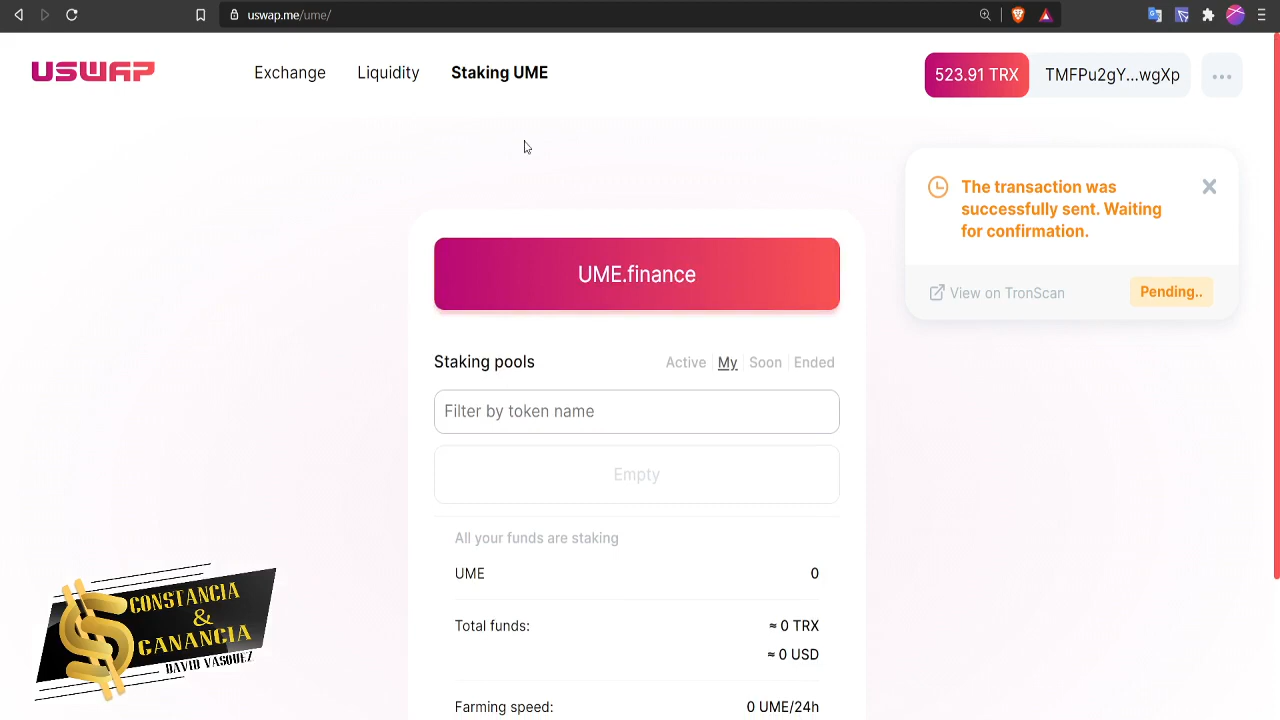 uswap.me/ume/
USWAP
Exchange
Liquidity
Staking UME
523.91 TRX
TMFPu2gY...wgXp
...
The transaction was
successfully sent. Waiting
for confirmation.
View on TronScan
Pending..
UME.finance
Staking pools
Active
My
Soon
Ended
Filter by token name
Empty
All your funds are staking
UME
0
Total funds:
≈ 0 TRX
≈ 0 USD
Farming speed:
0 UME/24h
CONSTANCIA
&
GANANCIA
DAVID VASQUEZ